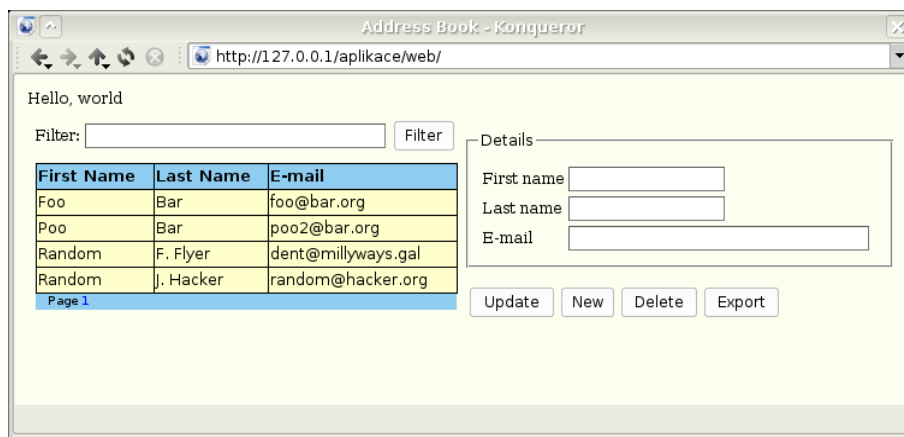 Address Book - Konqueror
http://127.0.0.1/aplikace/web/
Hello, world
Filter: Filter
First Name Last Name E-mail
Foo Bar foo@bar.org
Poo Bar poo2@bar.org
Random F. Flyer dent@millyways.gal
Random J. Hacker random@hacker.org
Page 1
Details
First name
Last name
E-mail
Update New Delete Export